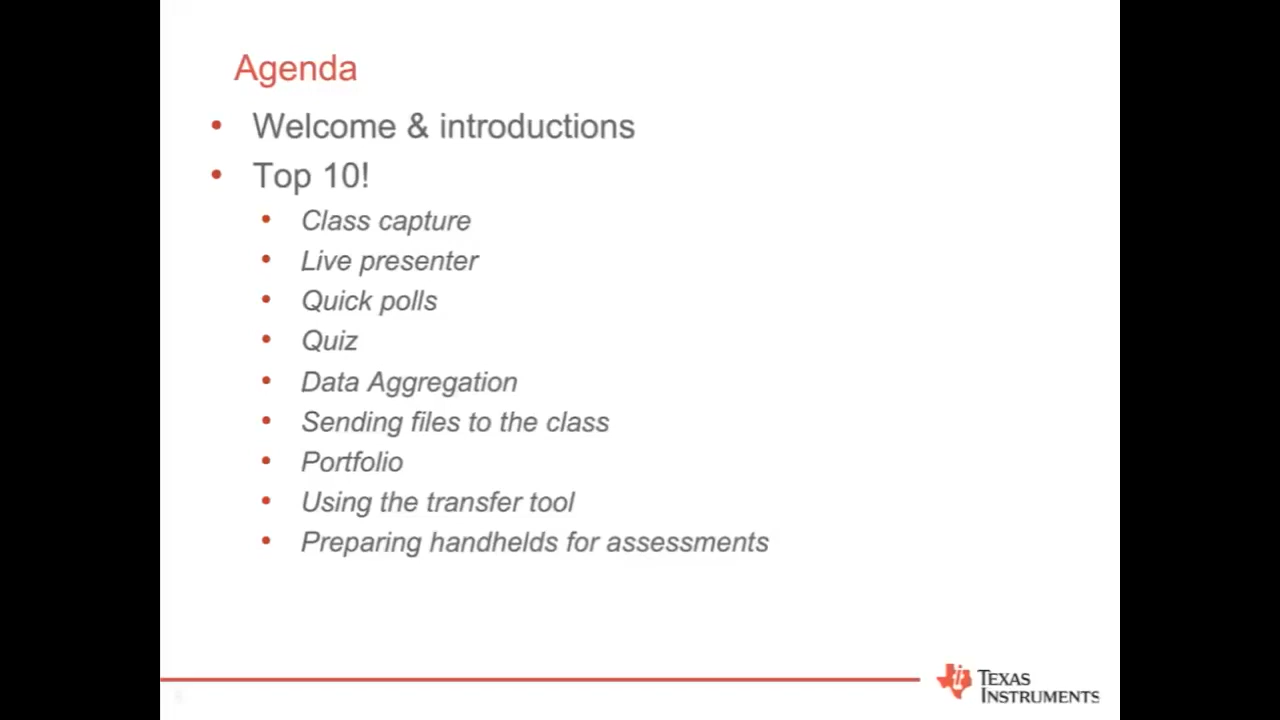 Agenda
• Welcome & introductions
• Top 10!
• Class capture
• Live presenter
• Quick polls
• Quiz
• Data Aggregation
• Sending files to the class
• Portfolio
• Using the transfer tool
• Preparing handhelds for assessments
TEXAS
INSTRUMENTS